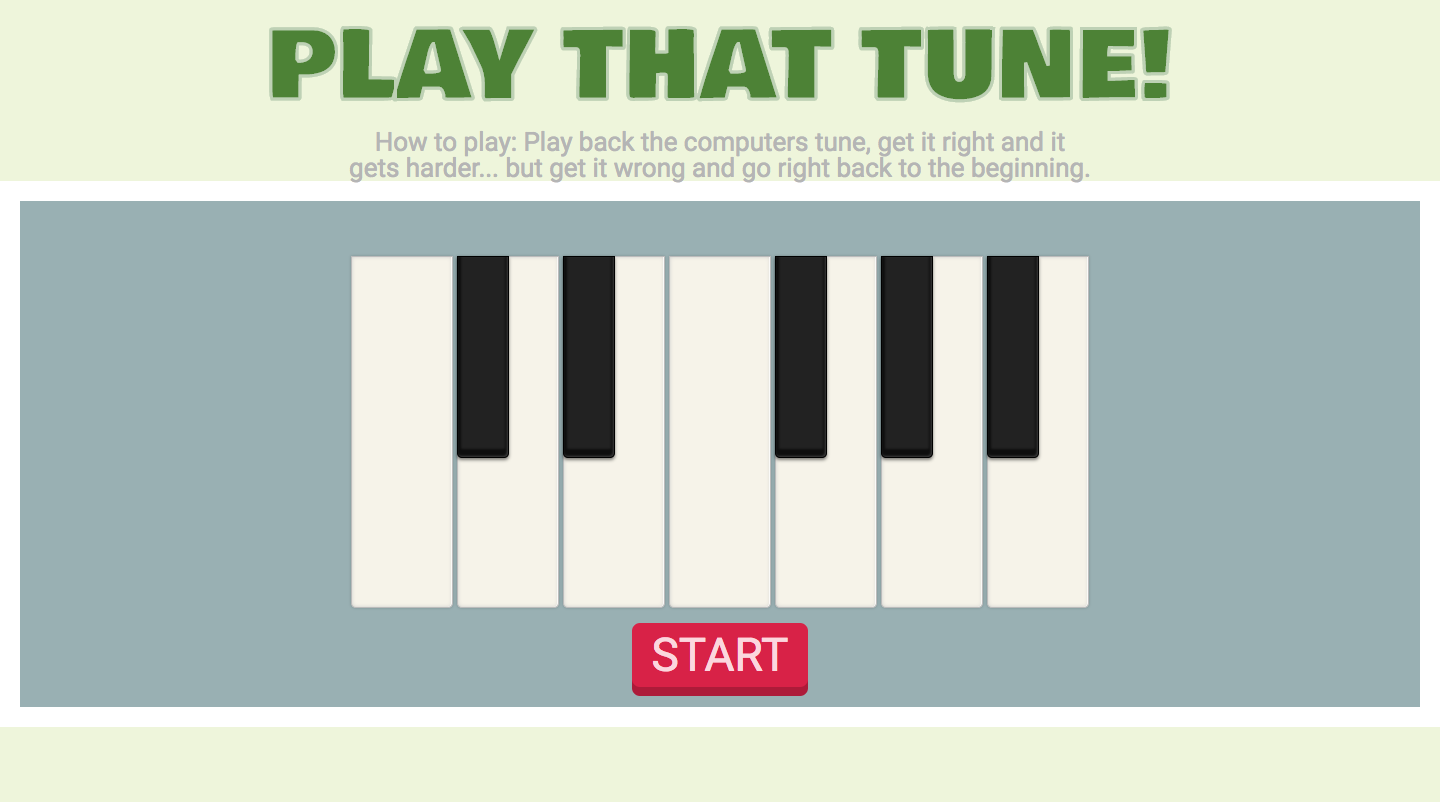 PLAY THAT TUNE!
How to play: Play back the computers tune, get it right and it
gets harder... but get it wrong and go right back to the beginning.
START